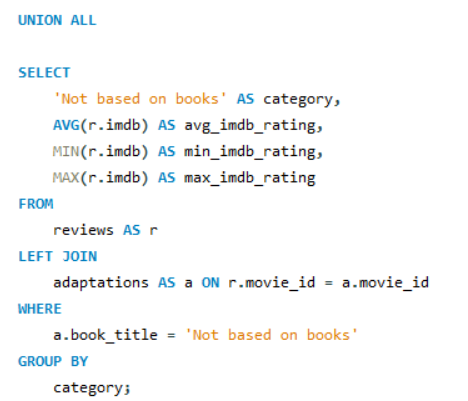 UNION ALL
SELECT
'Not based on books' AS category,
AVG(r.imdb) AS avg_imdb_rating,
MIN(r.imdb) AS min_imdb_rating,
MAX(r.imdb) AS max_imdb_rating
FROM
reviews AS r
LEFT JOIN
adaptations AS a ON r.movie_id = a.movie_id
WHERE
a.book_title = 'Not based on books'
GROUP BY
category;